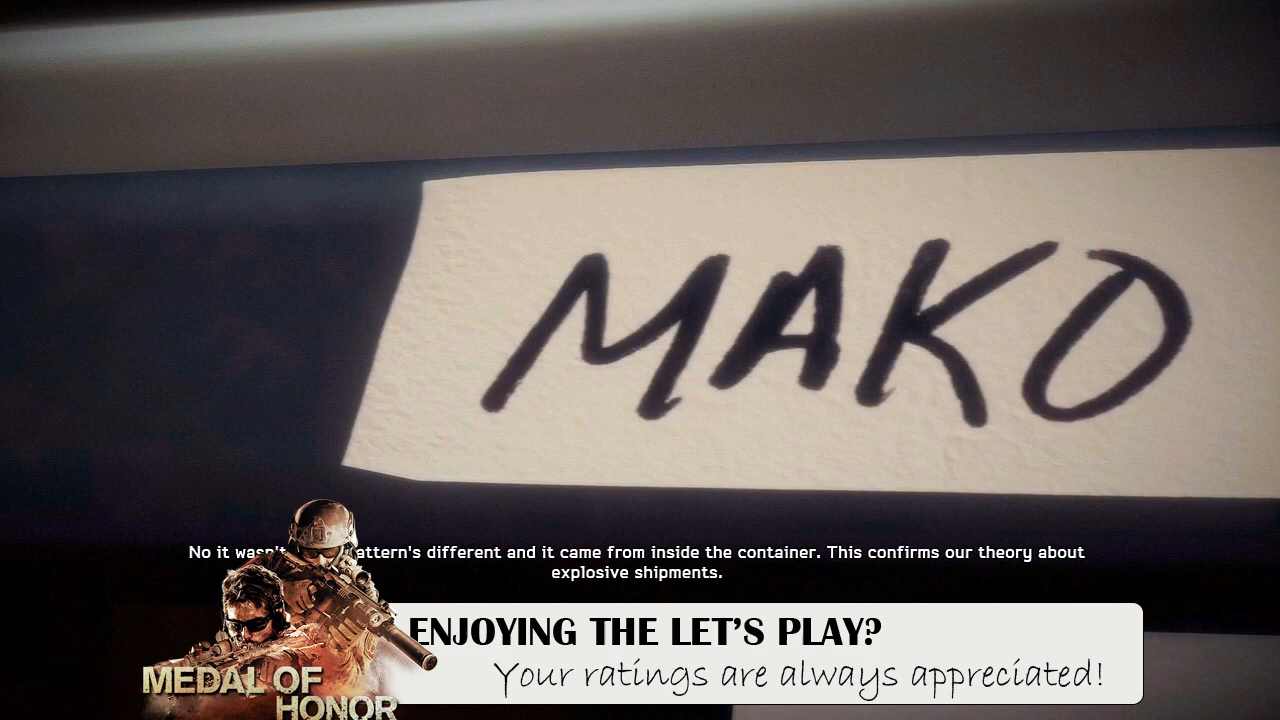 MAKO
No it wasn't attern's different and it came from inside the container. This confirms our theory about
explosive shipments.
ENJOYING THE LET'S PLAY?
Your ratings are always appreciated!
MEDAL OF
HONOR